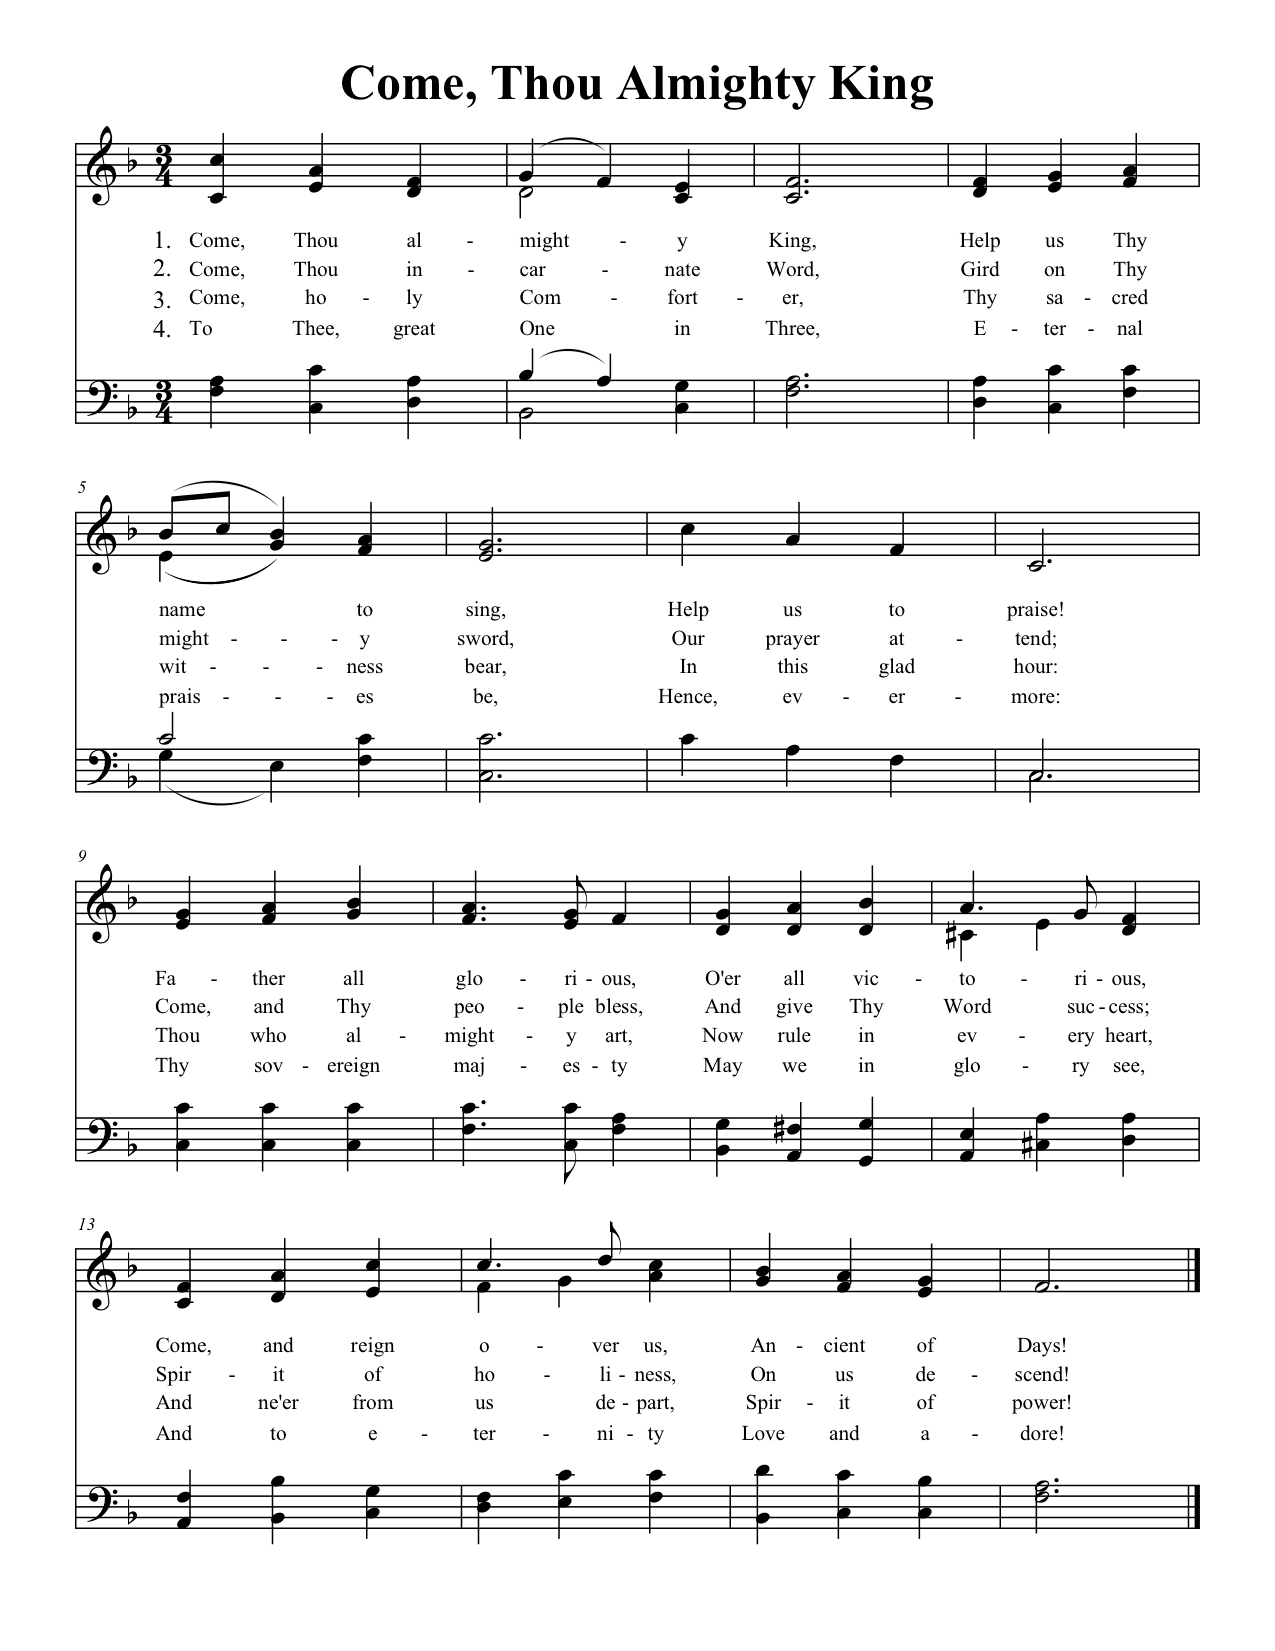 Come, Thou Almighty King
3
4
1. Come, Thou al - might - y King, Help us Thy
2. Come, Thou in - car - nate Word, Gird on Thy
3. Come, ho - ly Com - fort - er, Thy sa - cred
4. To Thee, great One in Three, E - ter - nal
3
4
5
name to sing, Help us to praise!
might - - - y sword, Our prayer at - tend;
wit - - - ness bear, In this glad hour:
prais - - - es be, Hence, ev - er - more:
9
Fa - ther all glo - ri - ous, O'er all vic - to - ri - ous,
Come, and Thy peo - ple bless, And give Thy Word suc - cess;
Thou who al - might - y art, Now rule in ev - ery heart,
Thy sov - ereign maj - es - ty May we in glo - ry see,
13
Come, and reign o - ver us, An - cient of Days!
Spir - it of ho - li - ness, On us de - scend!
And ne'er from us de - part, Spir - it of power!
And to e - ter - ni - ty Love and a - dore!